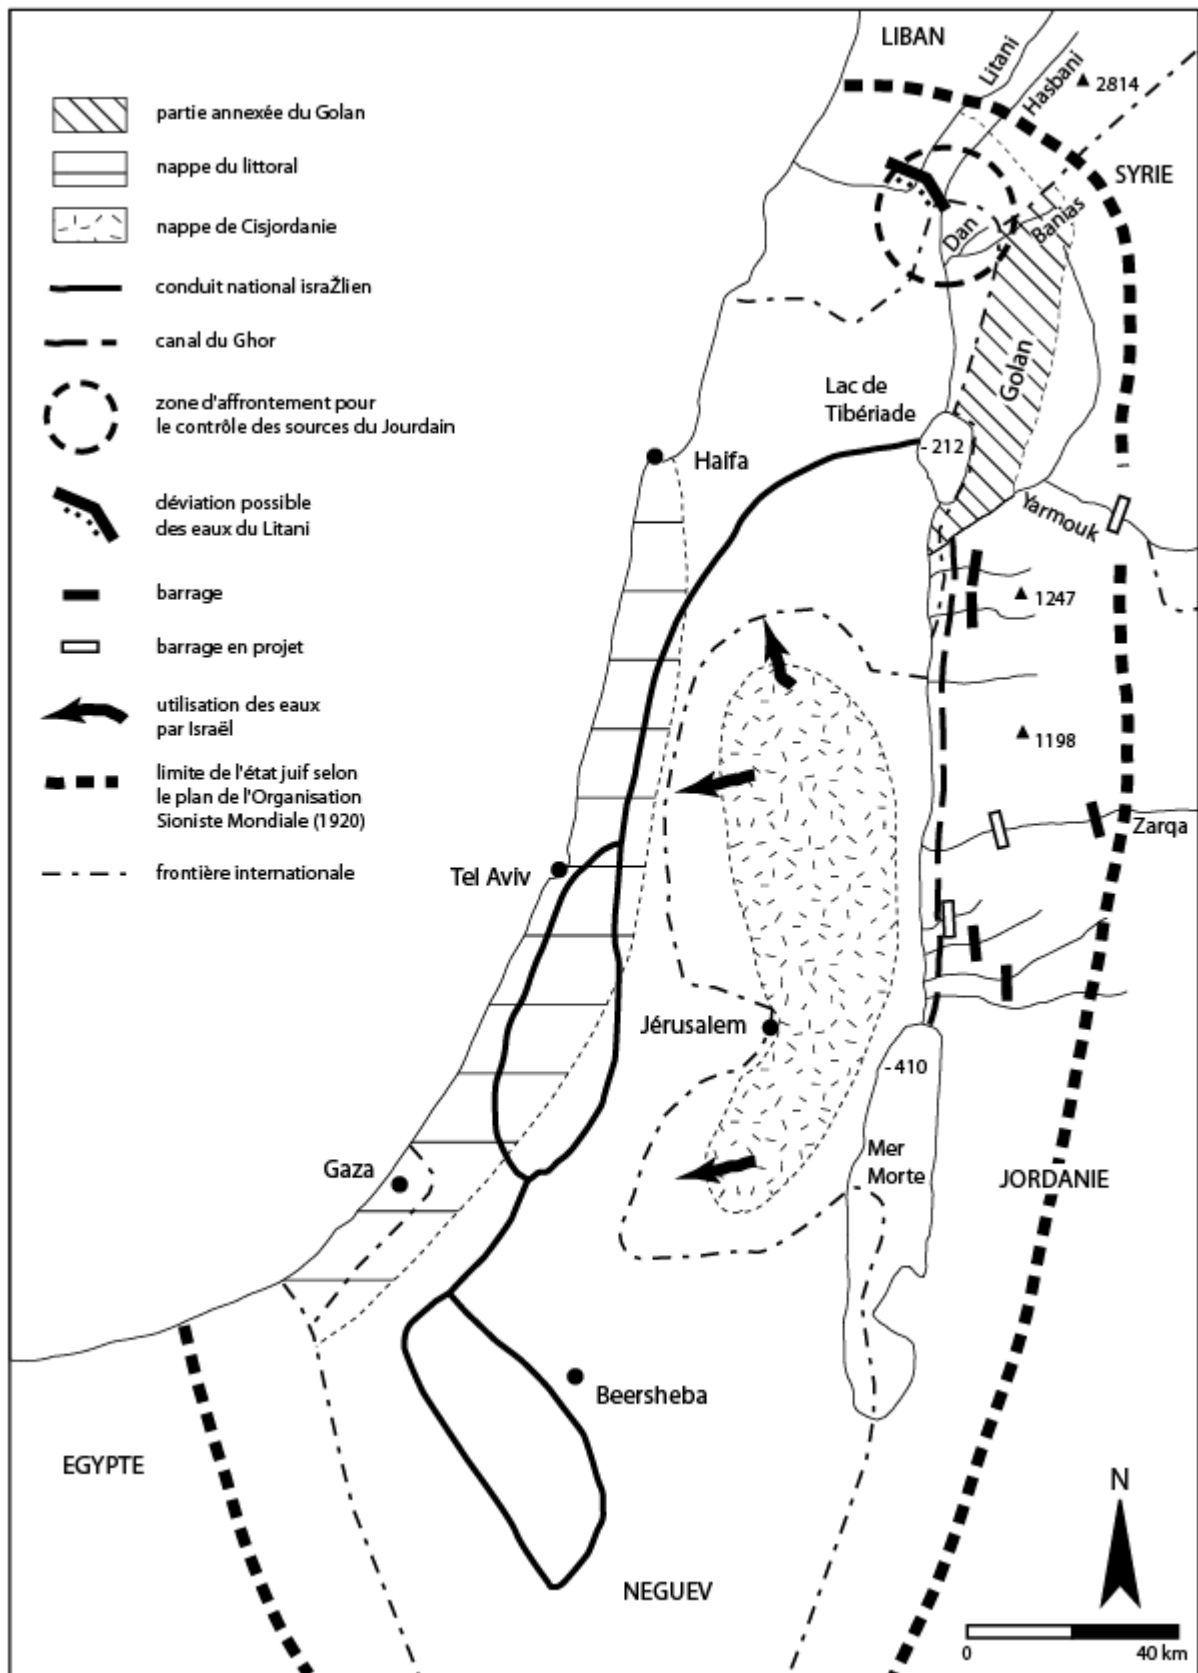 partie annexée du Golan
nappe du littoral
nappe de Cisjordanie
conduit national israŽlien
canal du Ghor
zone d'affrontement pour
le contrôle des sources du Jourdain
déviation possible
des eaux du Litani
barrage
barrage en projet
utilisation des eaux
par Israël
limite de l'état juif selon
le plan de l'Organisation
Sioniste Mondiale (1920)
frontière internationale
LIBAN
Litani
Hasbani
2814
SYRIE
Dan
Banias
Golan
Lac de
Tibériade
- 212
Haifa
Yarmouk
1247
1198
Zarqa
Tel Aviv
Jérusalem
- 410
Mer
Morte
JORDANIE
Gaza
Beersheba
EGYPTE
NEGUEV
N
0
40 km